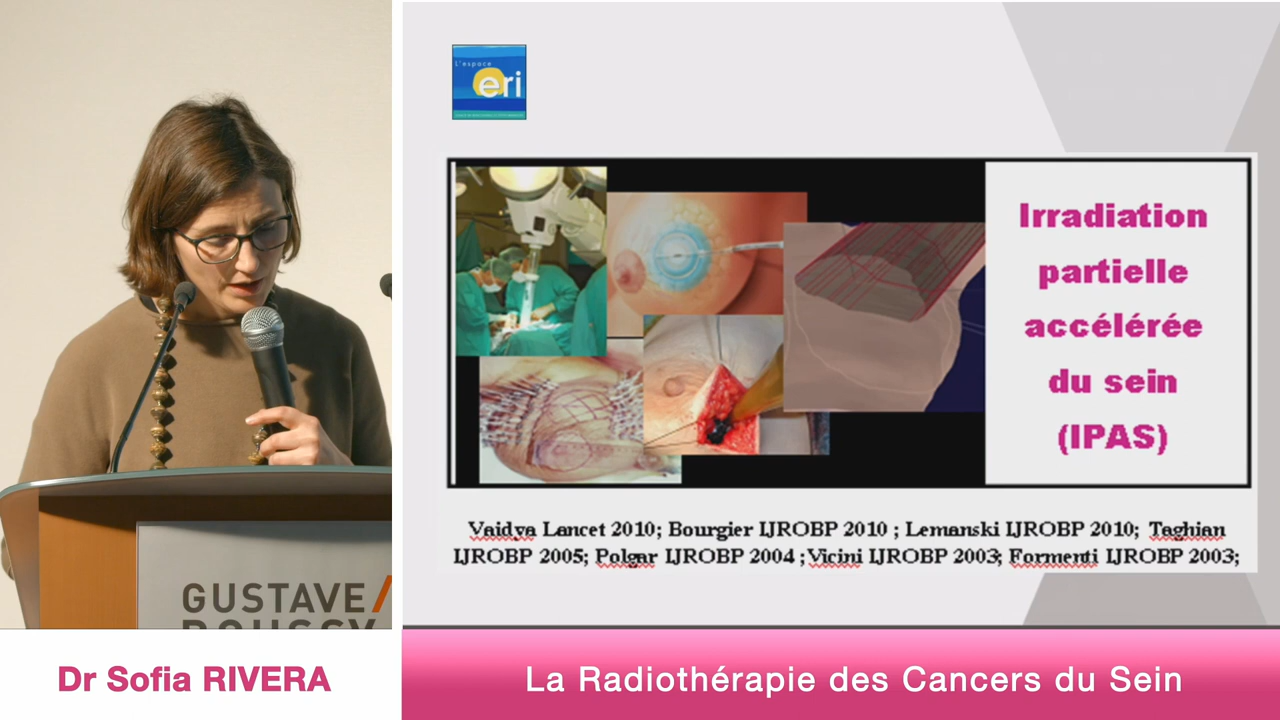 L'espace
eri
Irradiation
partielle
accélérée
du sein
(IPAS)
Vaidya Lancet 2010; Bourgier IJROBP 2010 ; Lemanski IJROBP 2010; Taghian
IJROBP 2005; Polgar IJROBP 2004 ; Vicini IJROBP 2003; Formenti IJROBP 2003;
GUSTAVE/
ROUSSY
Dr Sofia RIVERA
La Radiothérapie des Cancers du Sein